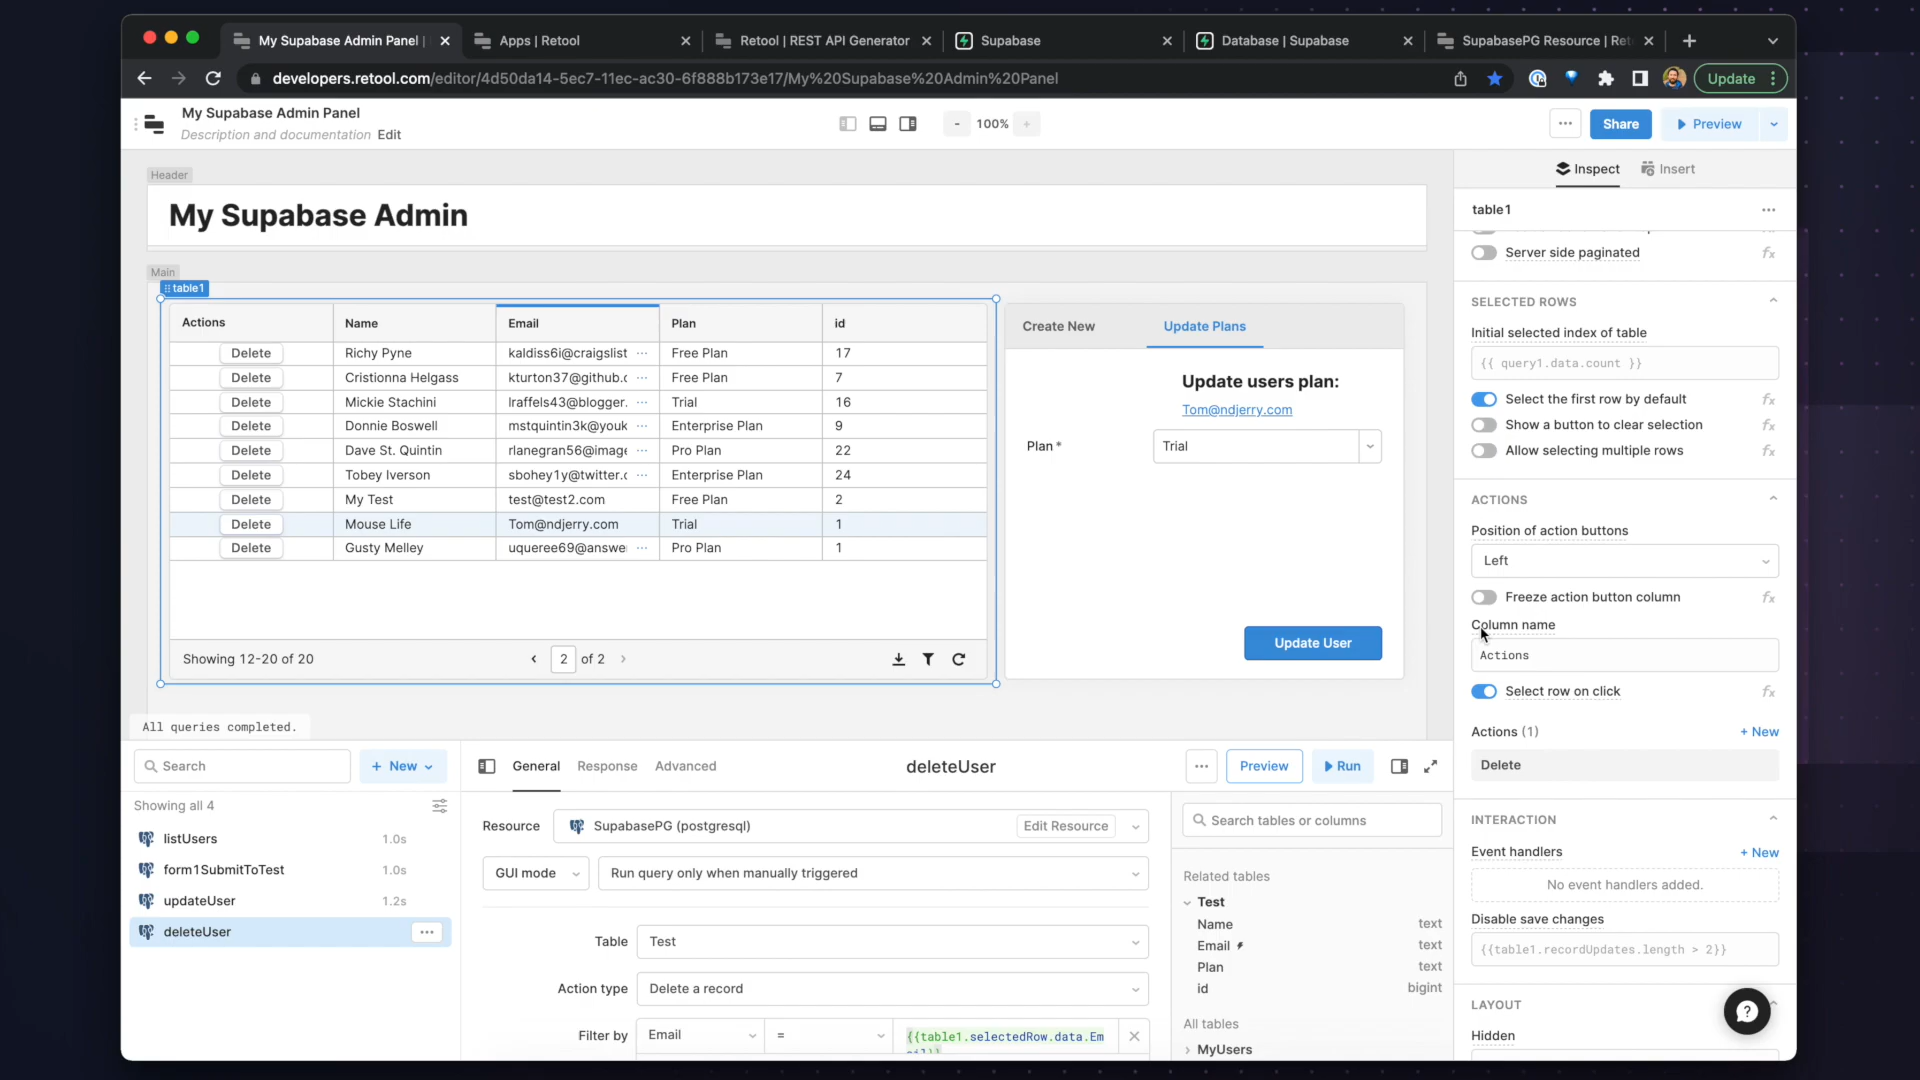 My Supabase Admin Panel |
Apps | Retool
Retool | REST API Generator
Supabase
Database | Supabase
SupabasePG Resource | Ret
developers.retool.com/editor/4d50da14-5ec7-11ec-ac30-6f888b173e17/My%20Supabase%20Admin%20Panel
Update
My Supabase Admin Panel
Description and documentation Edit
- 100% +
Share
Preview
Inspect
Insert
Header
My Supabase Admin
Main
table1
Actions Name Email Plan id
Delete Richy Pyne kaldiss6i@craigslist ... Free Plan 17
Delete Cristionna Helgass kturton37@github.c ... Free Plan 7
Delete Mickie Stachini lraffels43@blogger. ... Trial 16
Delete Donnie Boswell mstquintin3k@youk ... Enterprise Plan 9
Delete Dave St. Quintin rlanegran56@image ... Pro Plan 22
Delete Tobey Iverson sbohey1y@twitter.c ... Enterprise Plan 24
Delete My Test test@test2.com Free Plan 2
Delete Mouse Life Tom@ndjerry.com Trial 1
Delete Gusty Melley uqueree69@answe ... Pro Plan 1
Showing 12-20 of 20
2 of 2
Create New
Update Plans
Update users plan:
Tom@ndjerry.com
Plan *
Trial
Update User
table1
Server side paginated fx
SELECTED ROWS
Initial selected index of table
{{ query1.data.count }}
Select the first row by default fx
Show a button to clear selection fx
Allow selecting multiple rows fx
ACTIONS
Position of action buttons
Left
Freeze action button column fx
Column name
Actions
Select row on click fx
Actions (1) + New
Delete
INTERACTION
Event handlers + New
No event handlers added.
Disable save changes
{{table1.recordUpdates.length > 2}}
LAYOUT
Hidden
All queries completed.
Search
+ New
Showing all 4
listUsers 1.0s
form1SubmitToTest 1.0s
updateUser 1.2s
deleteUser
General
Response
Advanced
deleteUser
Preview
Run
Resource SupabasePG (postgresql) Edit Resource
GUI mode
Run query only when manually triggered
Table Test
Action type Delete a record
Filter by Email = {{table1.selectedRow.data.Em
ail}}
Search tables or columns
Related tables
Test
Name text
Email text
Plan text
id bigint
All tables
MyUsers